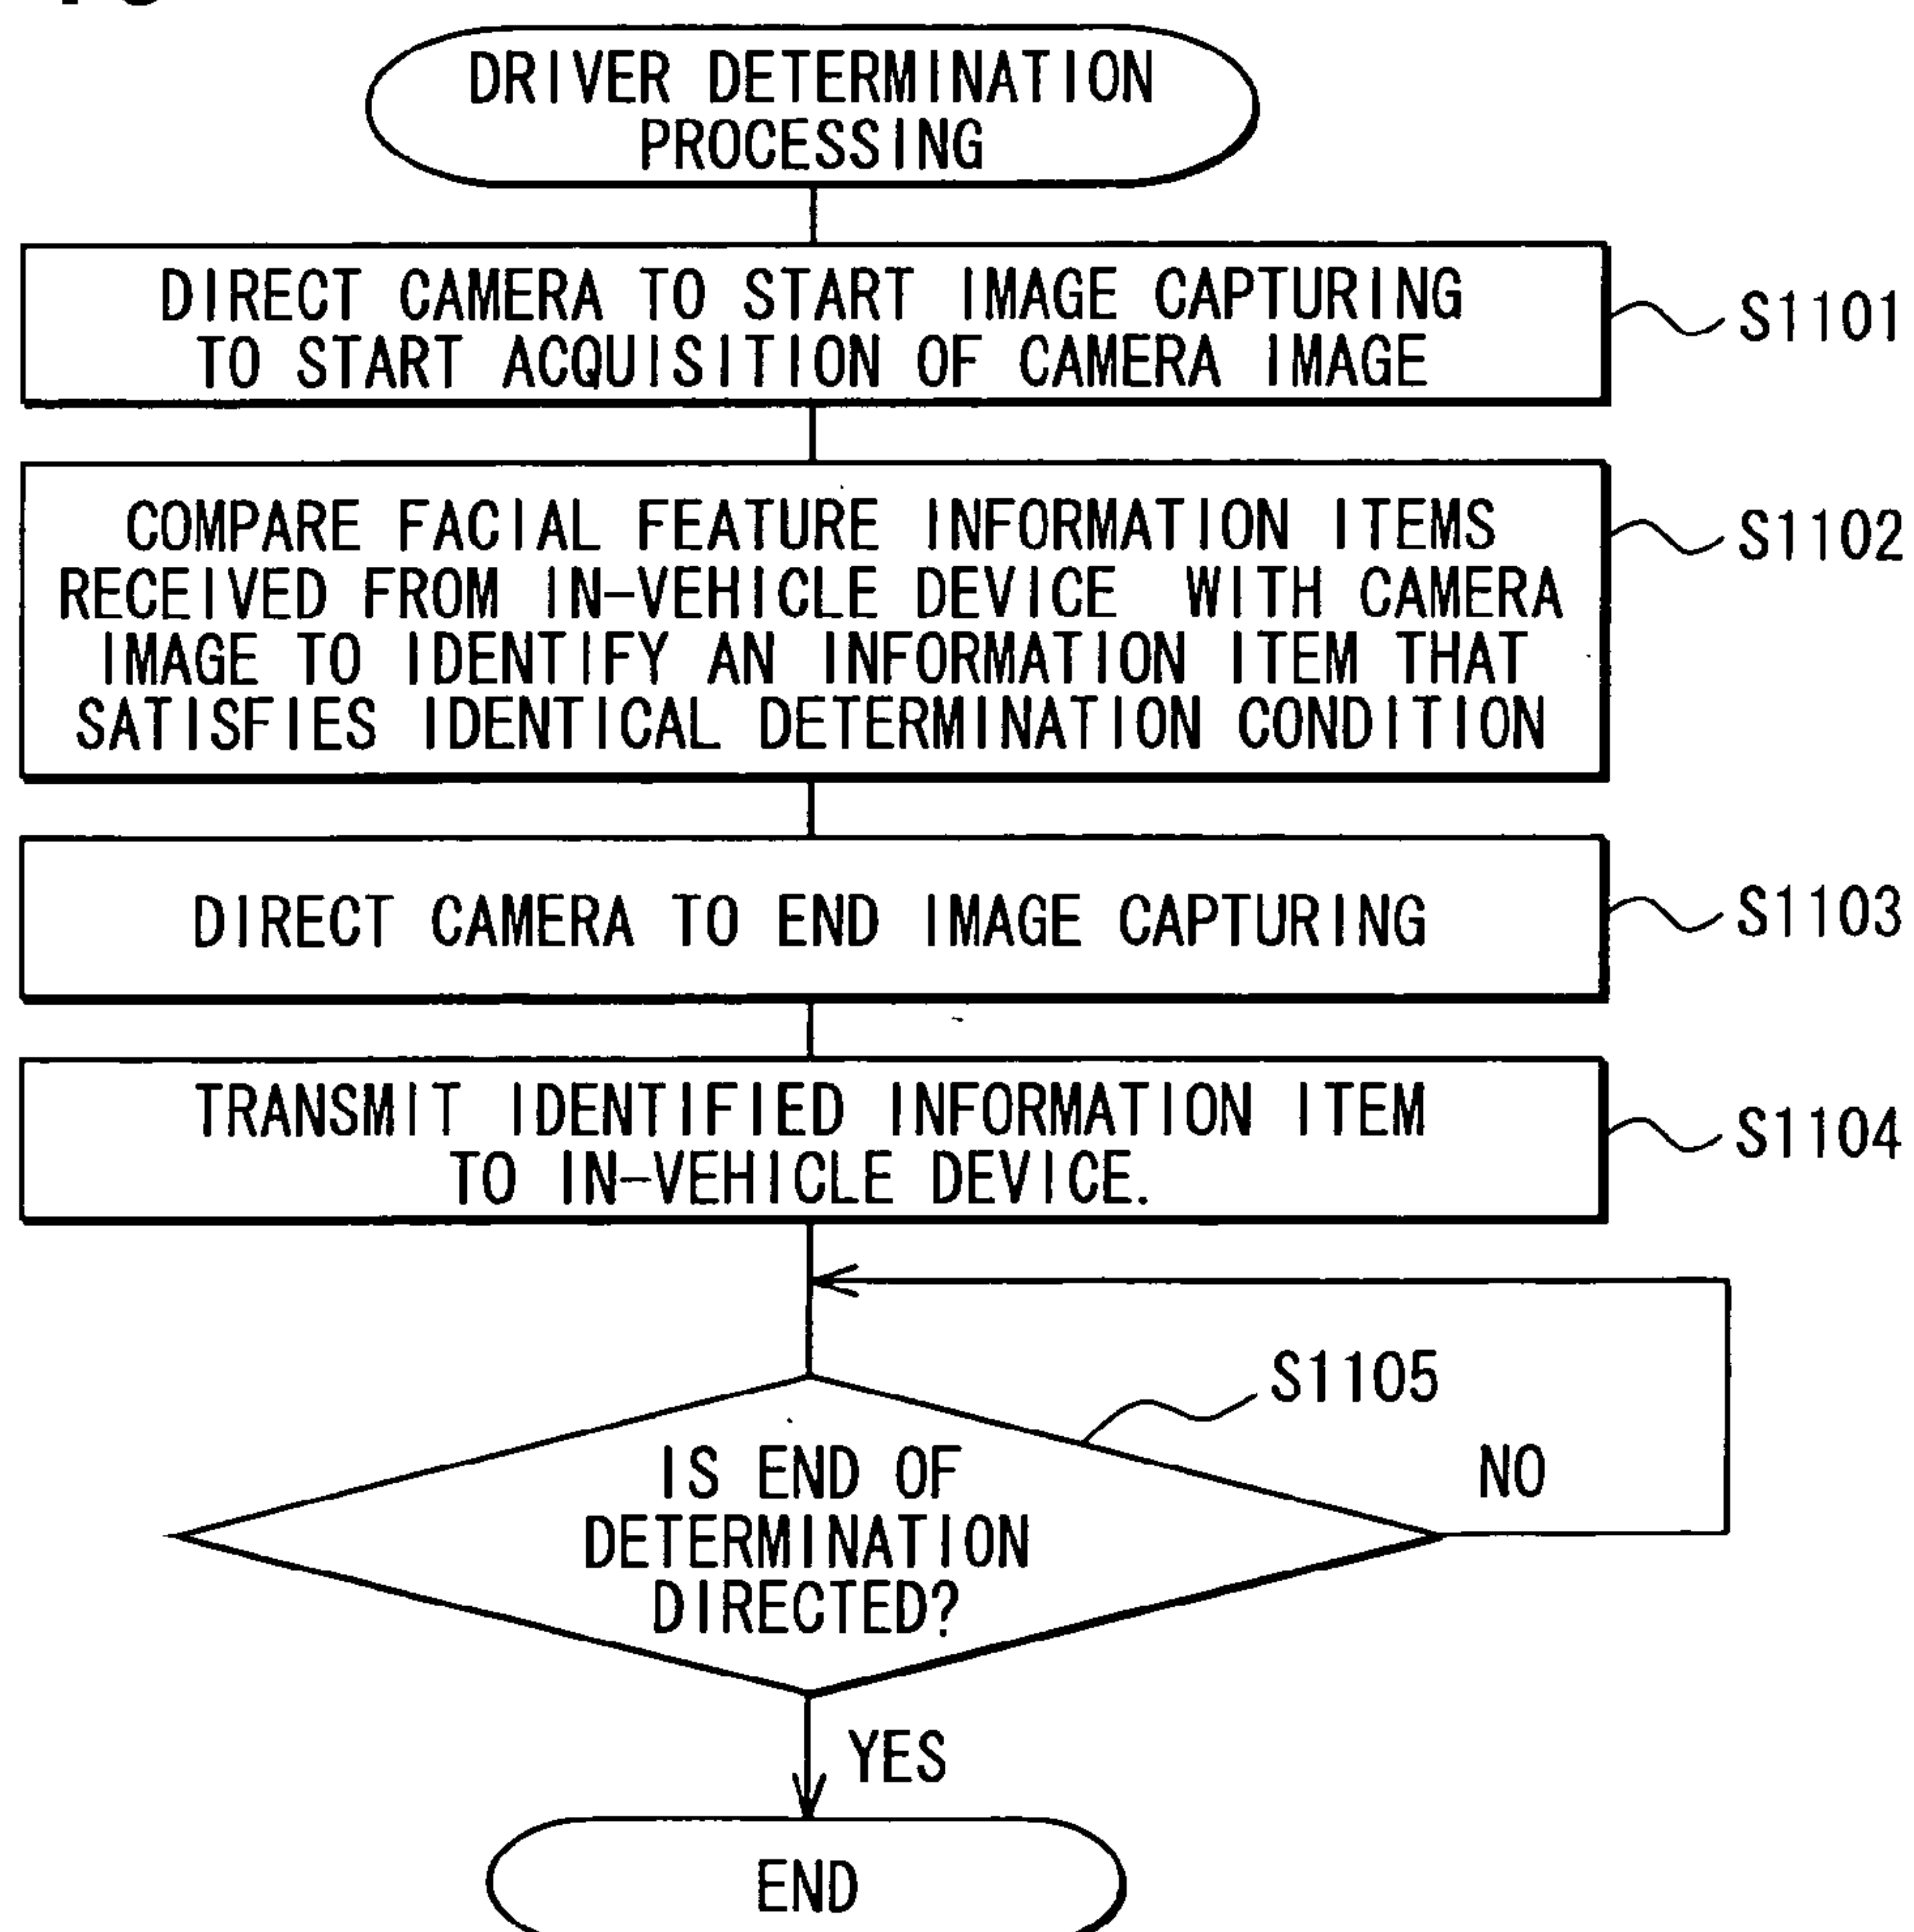 DRIVER DETERMINATION
PROCESSING
DIRECT CAMERA TO START IMAGE CAPTURING
TO START ACQUISITION OF CAMERA IMAGE
S1101
COMPARE FACIAL FEATURE INFORMATION ITEMS
RECEIVED FROM IN-VEHICLE DEVICE WITH CAMERA
IMAGE TO IDENTIFY AN INFORMATION ITEM THAT
SATISFIES IDENTICAL DETERMINATION CONDITION
S1102
DIRECT CAMERA TO END IMAGE CAPTURING
S1103
TRANSMIT IDENTIFIED INFORMATION ITEM
TO IN-VEHICLE DEVICE.
S1104
S1105
IS END OF
DETERMINATION
DIRECTED?
NO
YES
END